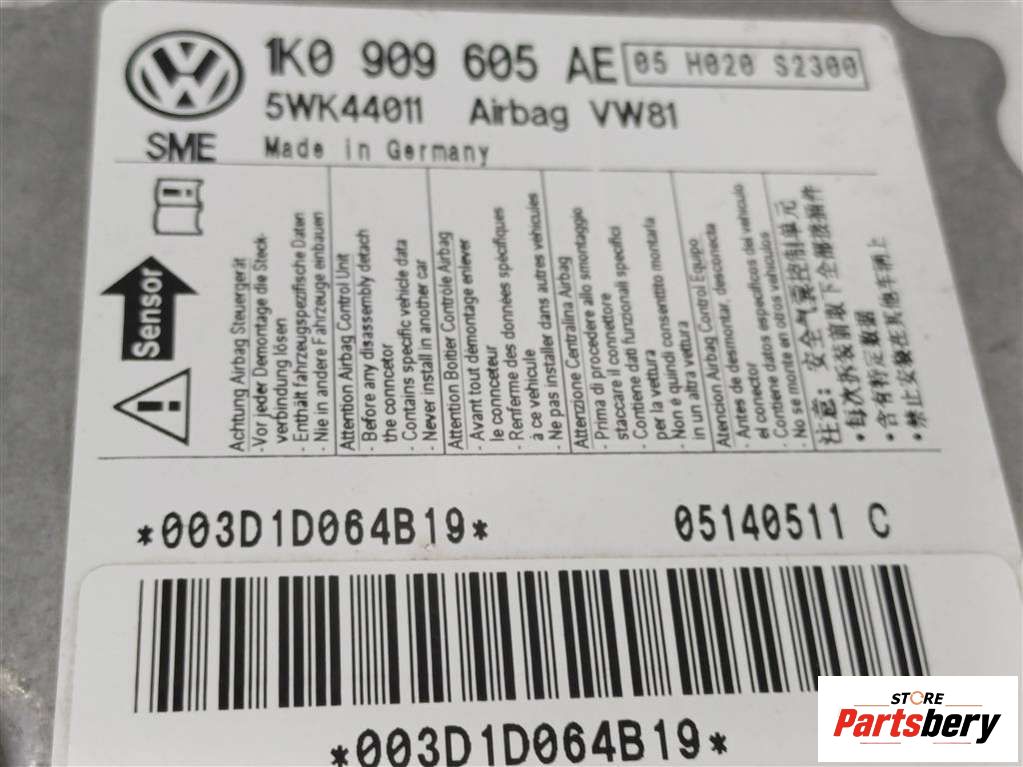 1K0 909 605 AE 05 H020 S2300
5WK44011 Airbag VW81
SME Made in Germany
Sensor
Achtung Airbag Steuergerät
- Vor jeder Demontage die Steck-
verbindung lösen
- Enthält fahrzeugspezifische Daten
- Nie in andere Fahrzeuge einbauen
Attention Airbag Control Unit
- Before any disassembly detach
the conncetor
- Contains specific vehicle data
- Never install in another car
Attention Boitier Contrôle Airbag
- Avant tout démontage enlever
le connceteur
- Renferme des données spécifiques
à ce véhicule
- Ne pas installer dans autres véhicules
Attenzione Centralina Airbag
- Prima di procedere allo smontaggio
staccare il connettore
- Contiene dati funzionali specifici
per la vettura
- Non é quindi consentitto montarla
in un altra vettura
Atencion Airbag Control Equipo
- Antes de desmontar, desconecta
el conector
- Contiene datos especificos del vehiculo
- No se monte en otros vehiculos
注意: 安全气囊控制单元
• 每次拆装前取下全部接插件
• 含有特定数据
• 禁止安装在其他车辆上
*003D1D064B19* 05140511 C
*003D1D064B19*
STORE
Partsbery